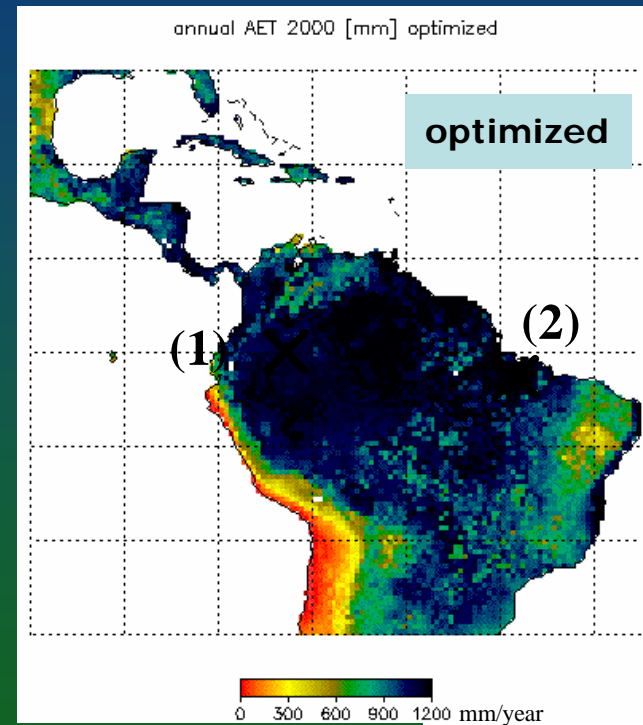 annual AET 2000 [mm] optimized
optimized
(1)
(2)
0 300 600 900 1200 mm/year